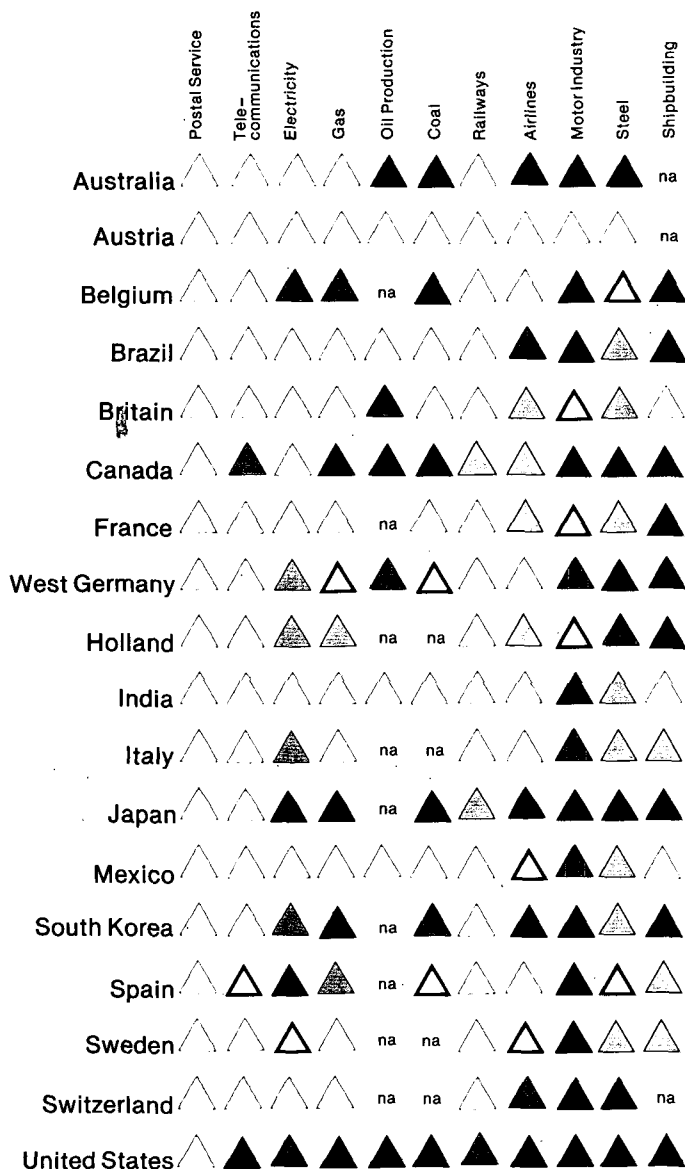 Postal Service
Tele-
communications
Electricity
Gas
Oil Production
Coal
Railways
Airlines
Motor Industry
Steel
Shipbuilding
Australia na
Austria na
Belgium na
Brazil
Britain
Canada
France na
West Germany
Holland na na
India
Italy na na
Japan na
Mexico
South Korea na
Spain na
Sweden na na
Switzerland na na na
United States